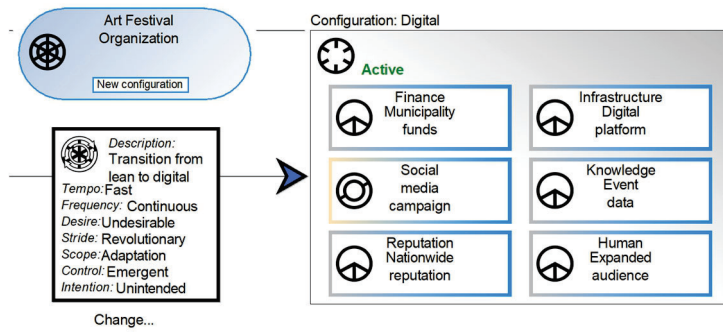 Art Festival
Organization
New configuration
Description:
Transition from
lean to digital
Tempo: Fast
Frequency: Continuous
Desire: Undesirable
Stride: Revolutionary
Scope: Adaptation
Control: Emergent
Intention: Unintended
Change...
Configuration: Digital
Active
Finance
Municipality
funds
Infrastructure
Digital
platform
Social
media
campaign
Knowledge
Event
data
Reputation
Nationwide
reputation
Human
Expanded
audience